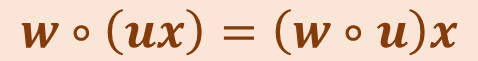 w ∘ (ux) = (w ∘ u)x